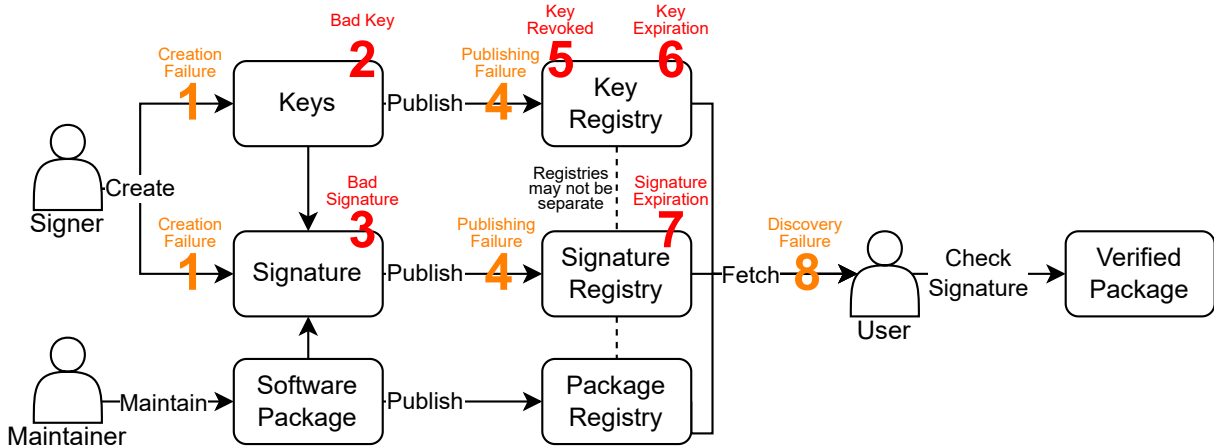 Bad Key
2
Key
Revoked
5
Key
Expiration
6
Creation
Failure
1
Keys
Publish
Publishing
Failure
4
Key
Registry
Signer
Create
Bad
Signature
3
Registries
may not be
separate
Signature
Expiration
7
Creation
Failure
1
Signature
Publish
Publishing
Failure
4
Signature
Registry
Fetch
Discovery
Failure
8
User
Check
Signature
Verified
Package
Maintainer
Maintain
Software
Package
Publish
Package
Registry